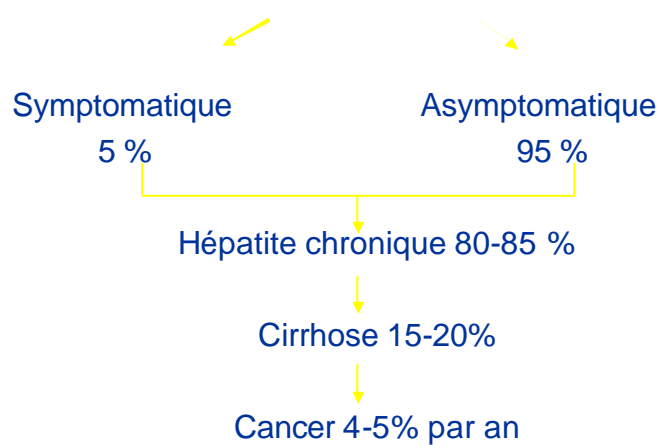 Symptomatique
Asymptomatique
5 %
95 %
Hépatite chronique 80-85 %
Cirrhose 15-20%
Cancer 4-5% par an